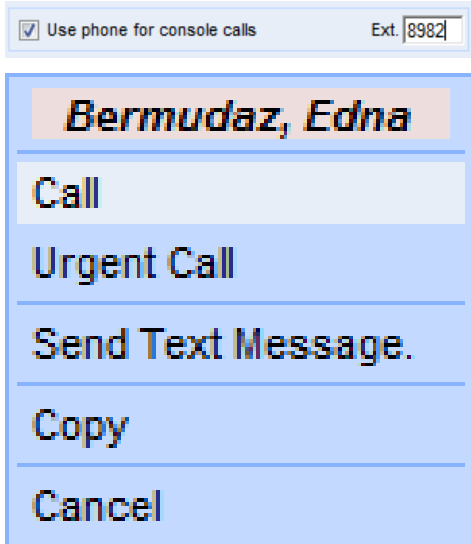 Use phone for console calls Ext. 8982
Bermudaz, Edna
Call
Urgent Call
Send Text Message.
Copy
Cancel